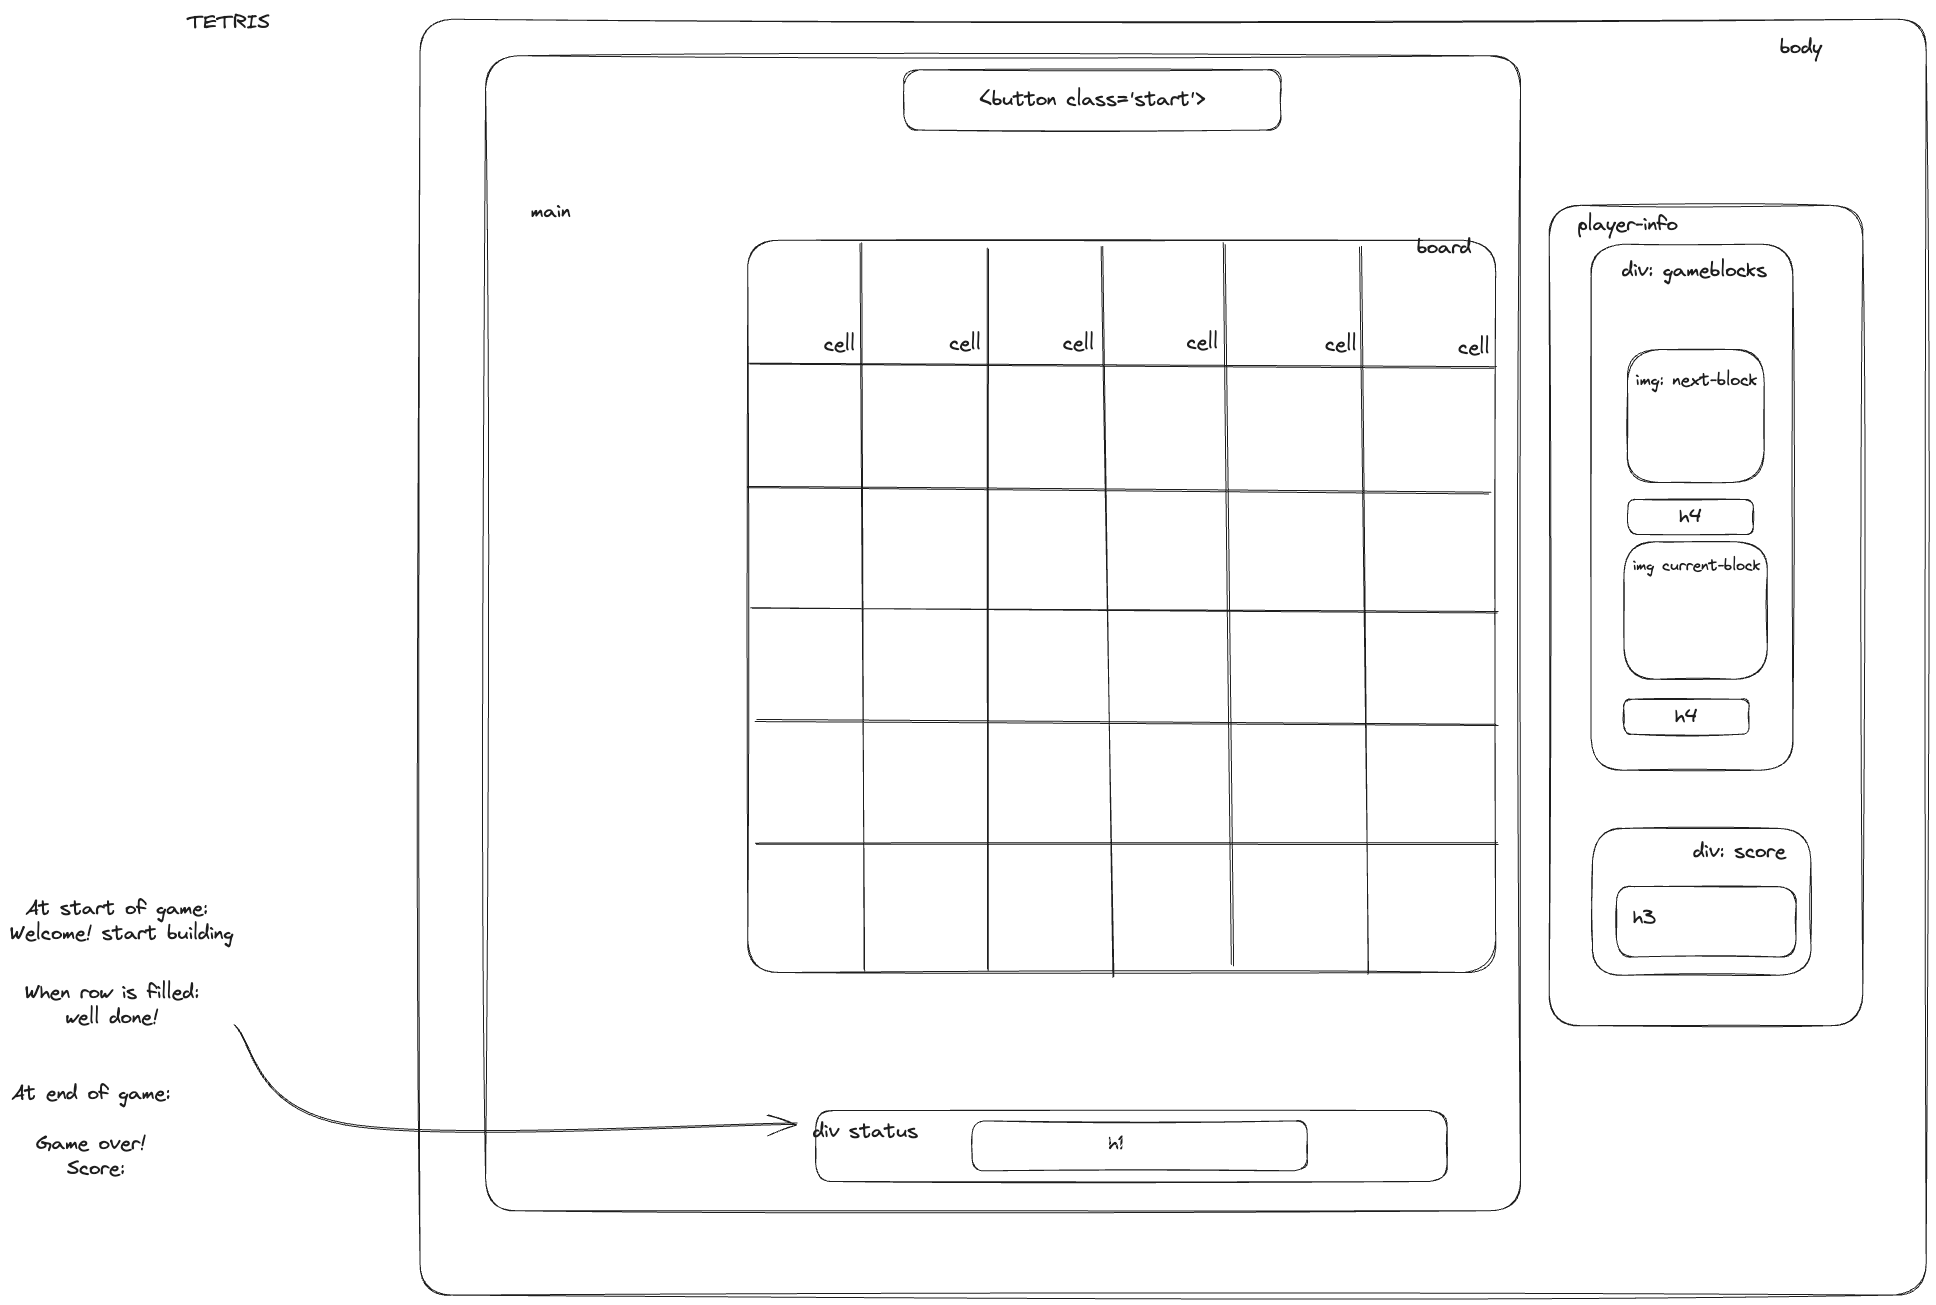 TETRIS
body
<button class='start'>
main
board
cell cell cell cell cell cell
player-info
div: gameblocks
img: next-block
h4
img current-block
h4
div: score
h3
At start of game:
Welcome! start building
When row is filled:
well done!
At end of game:
Game over!
Score:
div status
h1